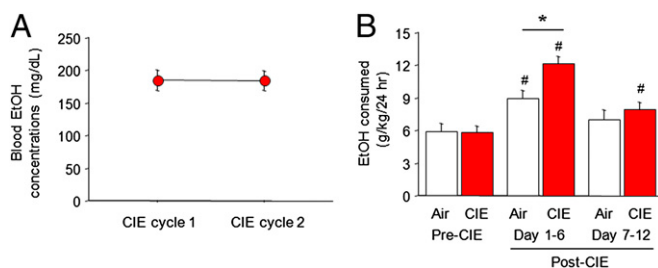 A
Blood EtOH
concentrations (mg/dL)
250
200
150
100
50
0
CIE cycle 1
CIE cycle 2
B
EtOH consumed
(g/kg/24 hr)
15
12
9
6
3
0
*
#
#
#
Air CIE Air CIE Air CIE
Pre-CIE Day 1-6 Day 7-12
Post-CIE